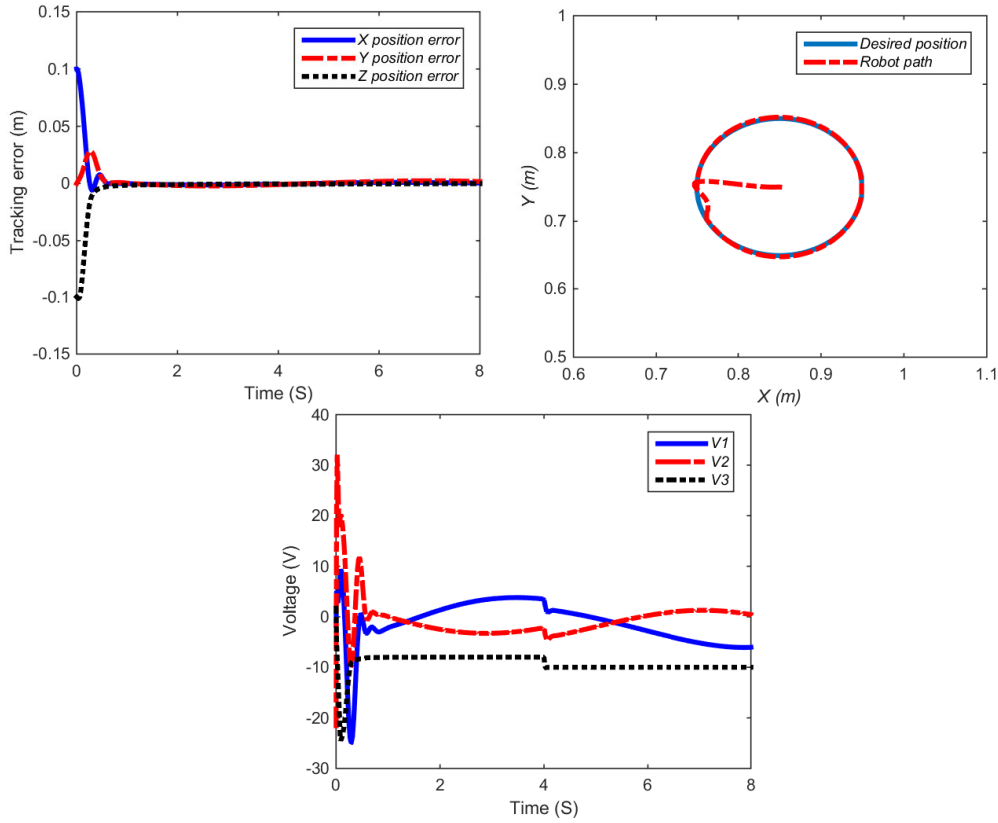 0.15
0.1
0.05
0
-0.05
-0.1
-0.15
0
2
4
6
8
Tracking error (m)
Time (S)
X position error
Y position error
Z position error
1
0.9
0.8
0.7
0.6
0.5
0.6
0.7
0.8
0.9
1
1.1
Y (m)
X (m)
Desired position
Robot path
40
30
20
10
0
-10
-20
-30
0
2
4
6
8
Voltage (V)
Time (S)
V1
V2
V3